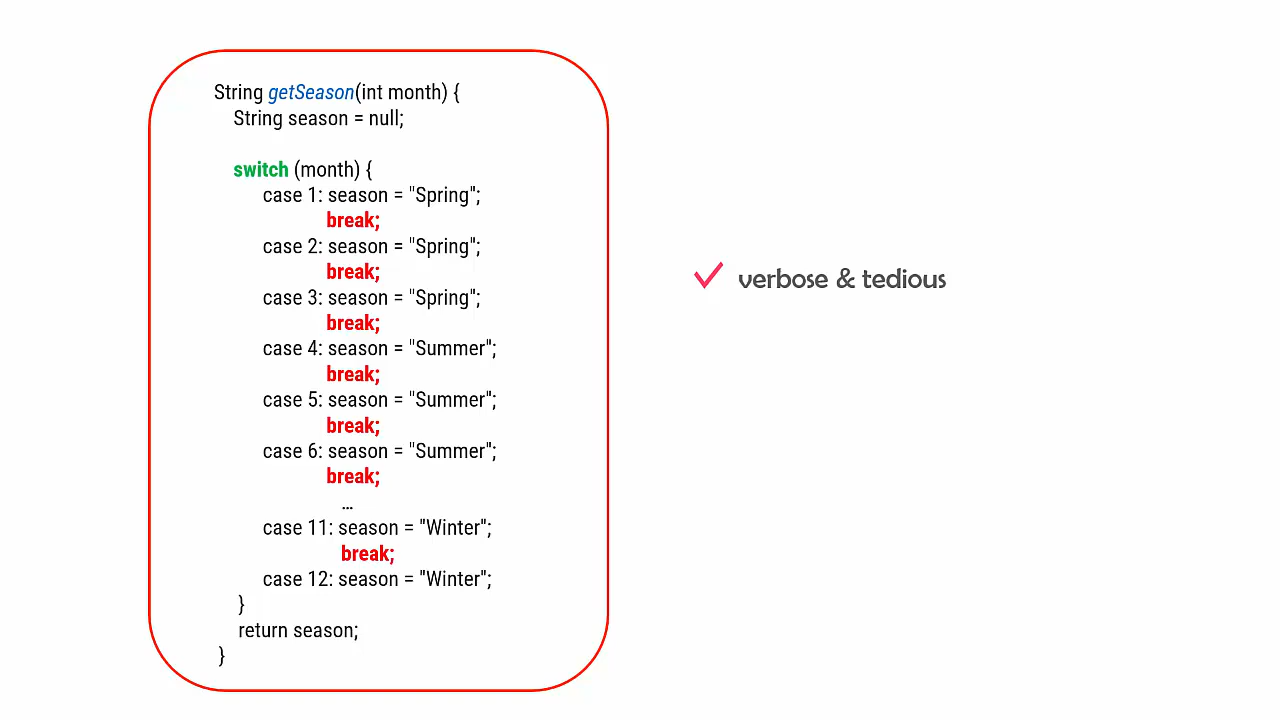 String getSeason(int month) {
String season = null;
switch (month) {
case 1: season = "Spring";
break;
case 2: season = "Spring";
break;
case 3: season = "Spring";
break;
case 4: season = "Summer";
break;
case 5: season = "Summer";
break;
case 6: season = "Summer";
break;
...
case 11: season = "Winter";
break;
case 12: season = "Winter";
}
return season;
}
verbose & tedious